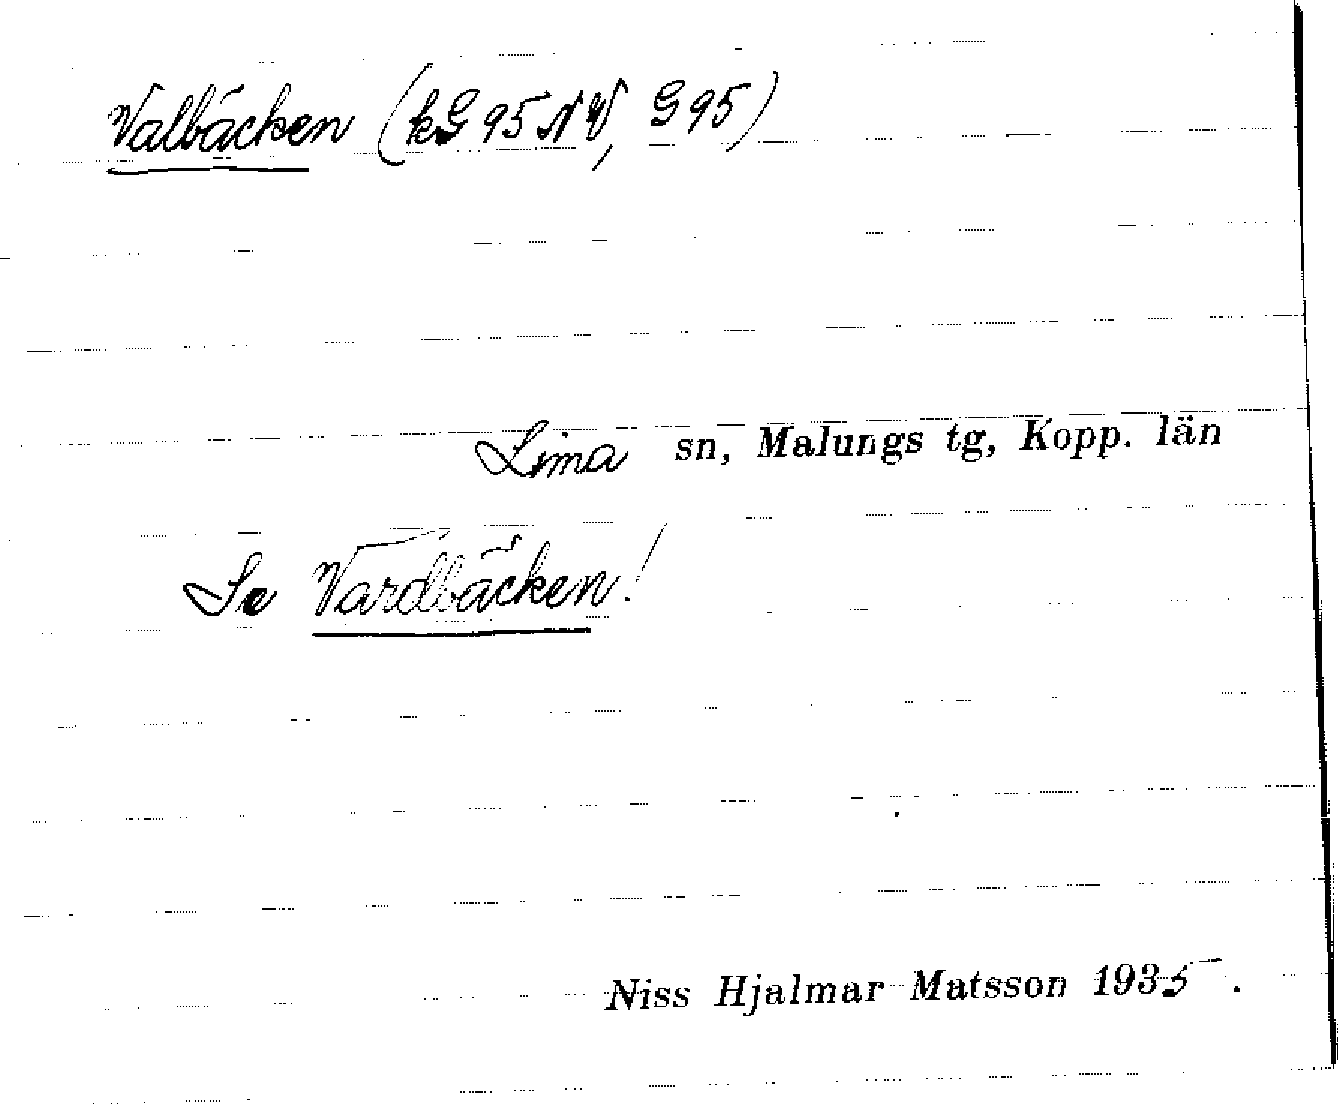 Valbäcken (kG 95 NV, G 95)
Lima sn, Malungs tg, Kopp. län
Se Vardbäcken!
Niss Hjalmar Matsson 1935.